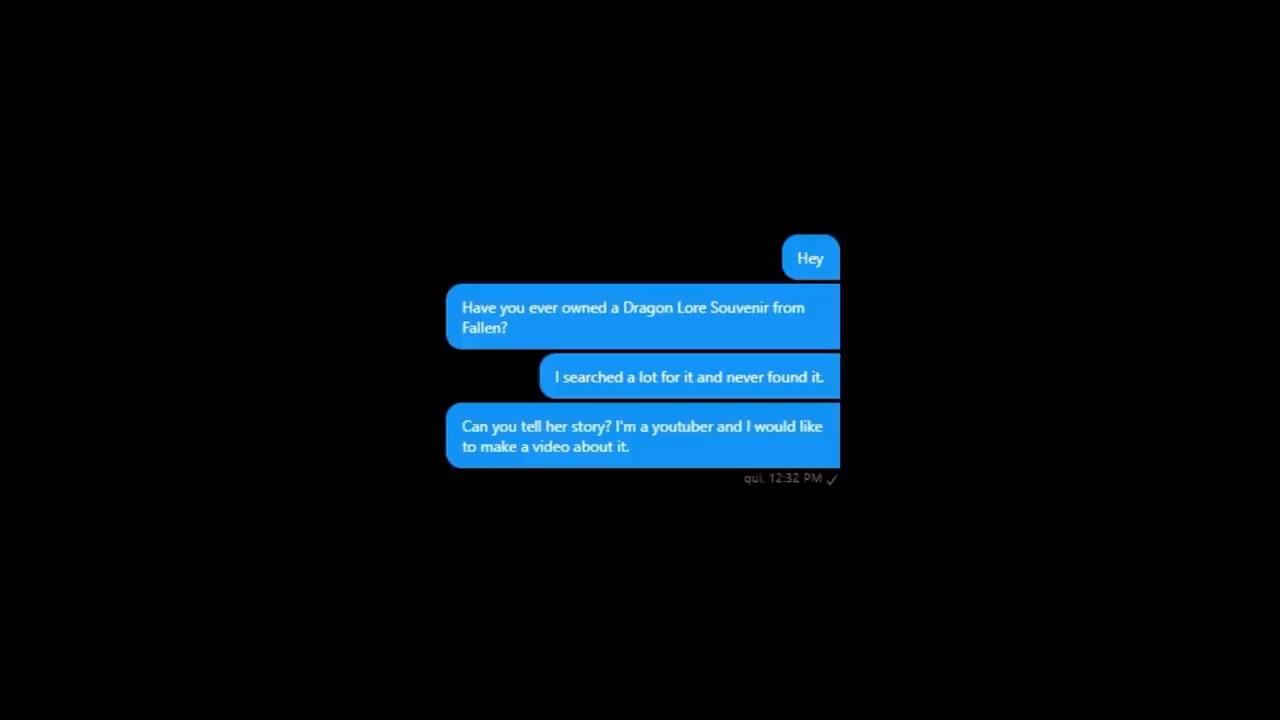 Hey
Have you ever owned a Dragon Lore Souvenir from
Fallen?
I searched a lot for it and never found it.
Can you tell her story? I'm a youtuber and I would like
to make a video about it.
qui, 12:32 PM